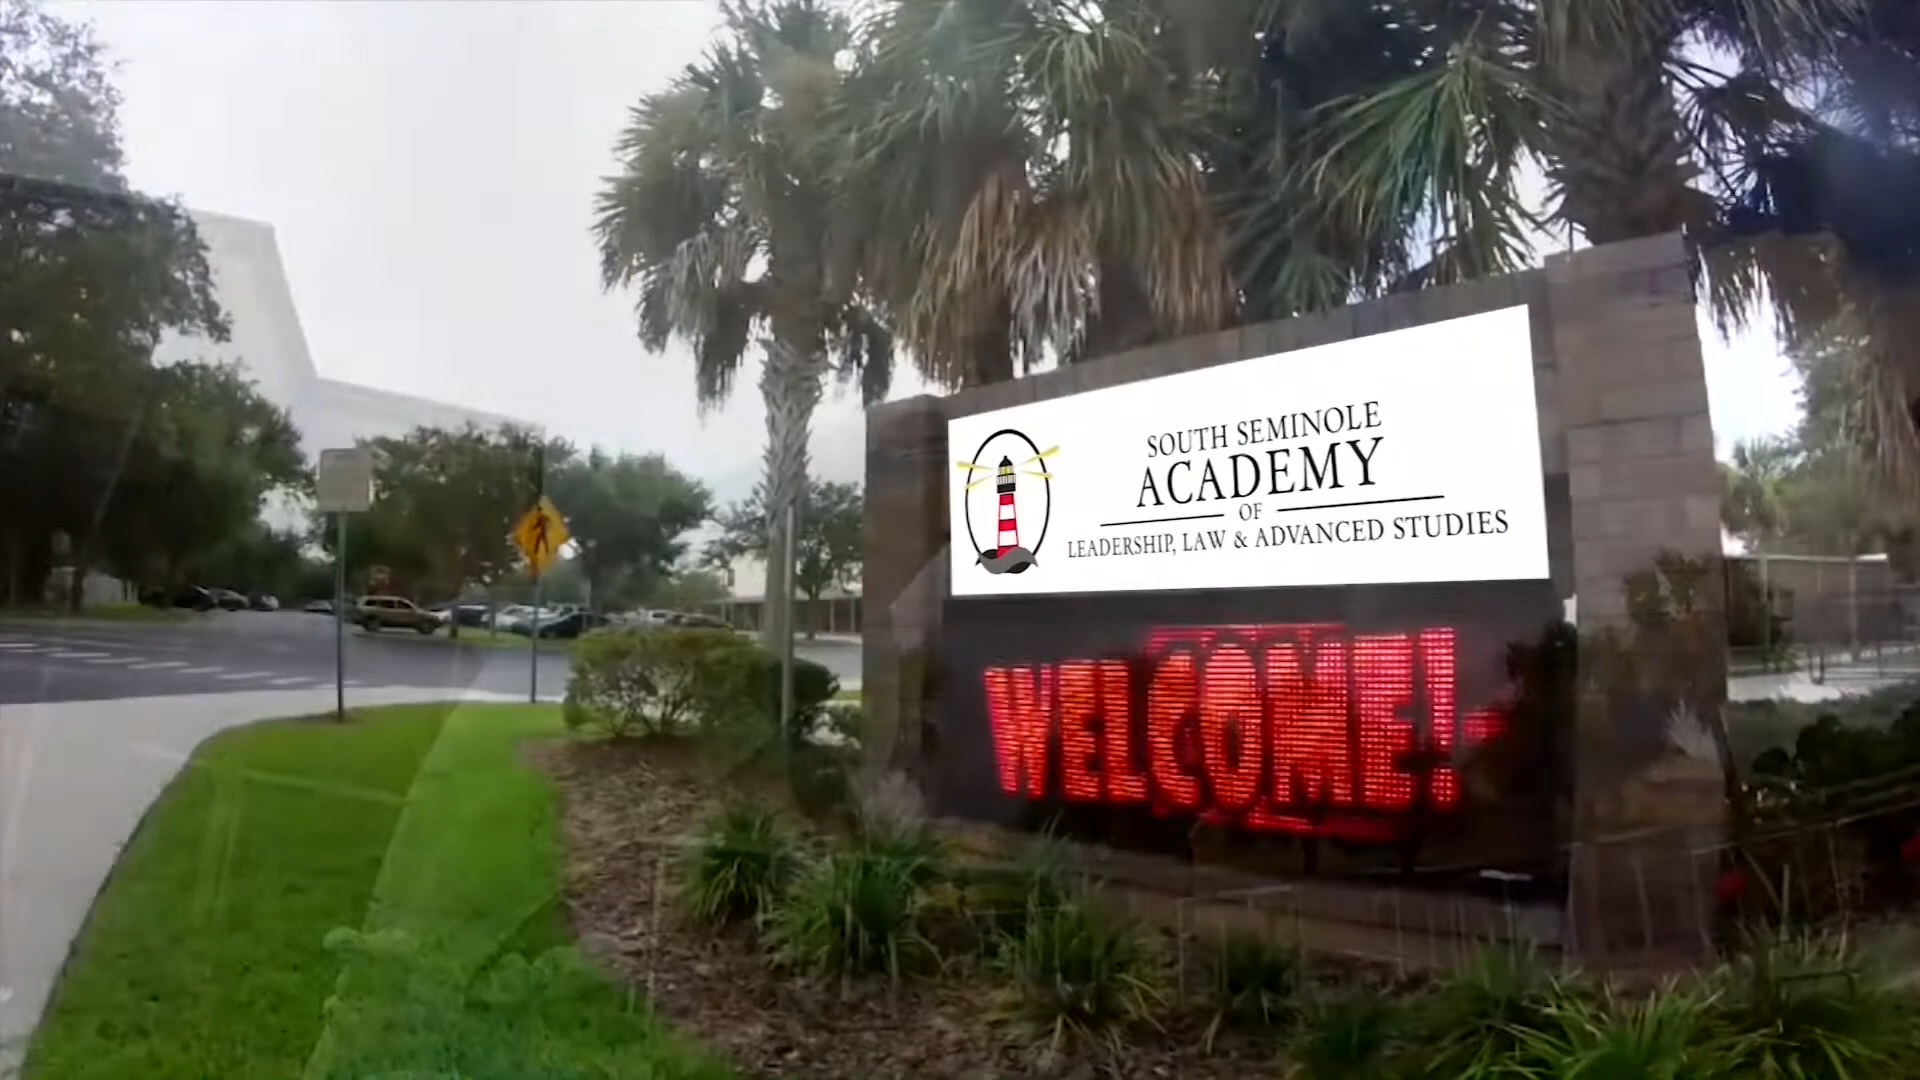 SOUTH SEMINOLE
ACADEMY
OF
LEADERSHIP, LAW & ADVANCED STUDIES
WELCOME!